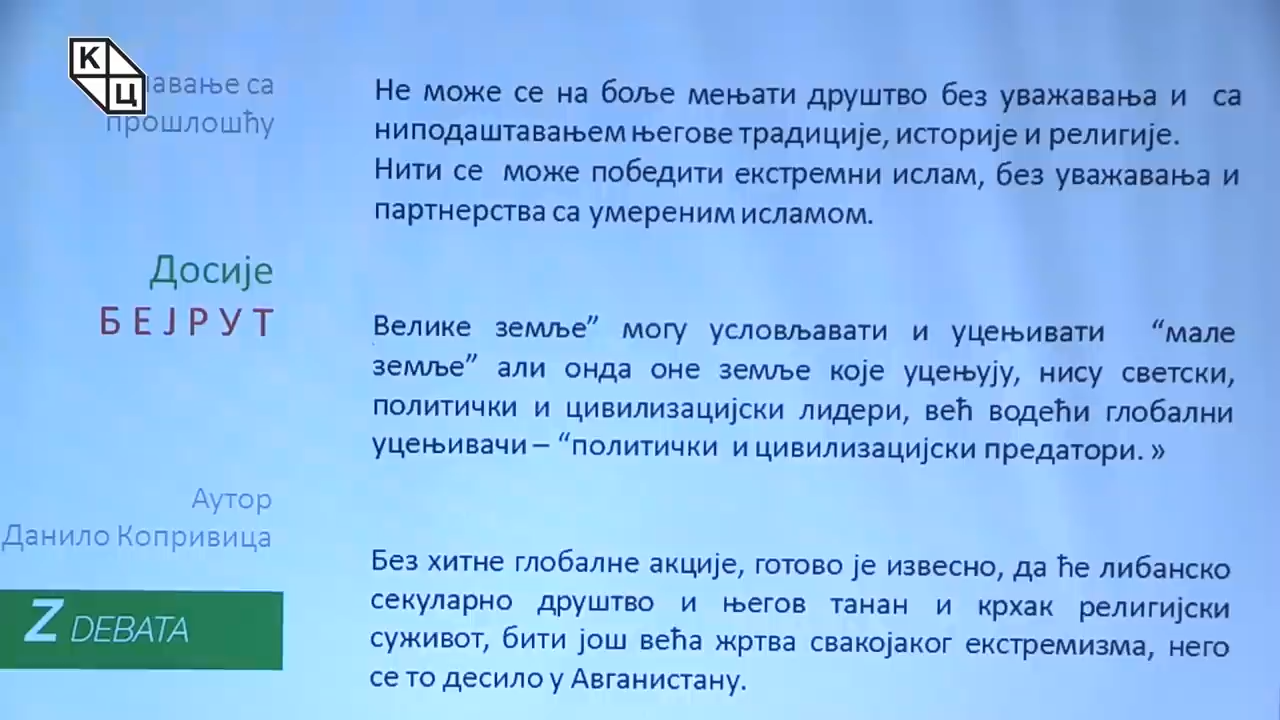 К
Ц
авање са
прошлошћу
Досије
БЕЈРУТ
Аутор
Данило Копривица
Z DEBATA
Не може се на боље мењати друштво без уважавања и са
ниподаштавањем његове традиције, историје и религије.
Нити се може победити екстремни ислам, без уважавања и
партнерства са умереним исламом.
Велике земље” могу условљавати и уцењивати “мале
земље” али онда оне земље које уцењују, нису светски,
политички и цивилизацијски лидери, већ водећи глобални
уцењивачи – “политички и цивилизацијски предатори. »
Без хитне глобалне акције, готово је извесно, да ће либанско
секуларно друштво и његов танан и крхак религијски
суживот, бити још већа жртва свакојаког екстремизма, него
се то десило у Авганистану.